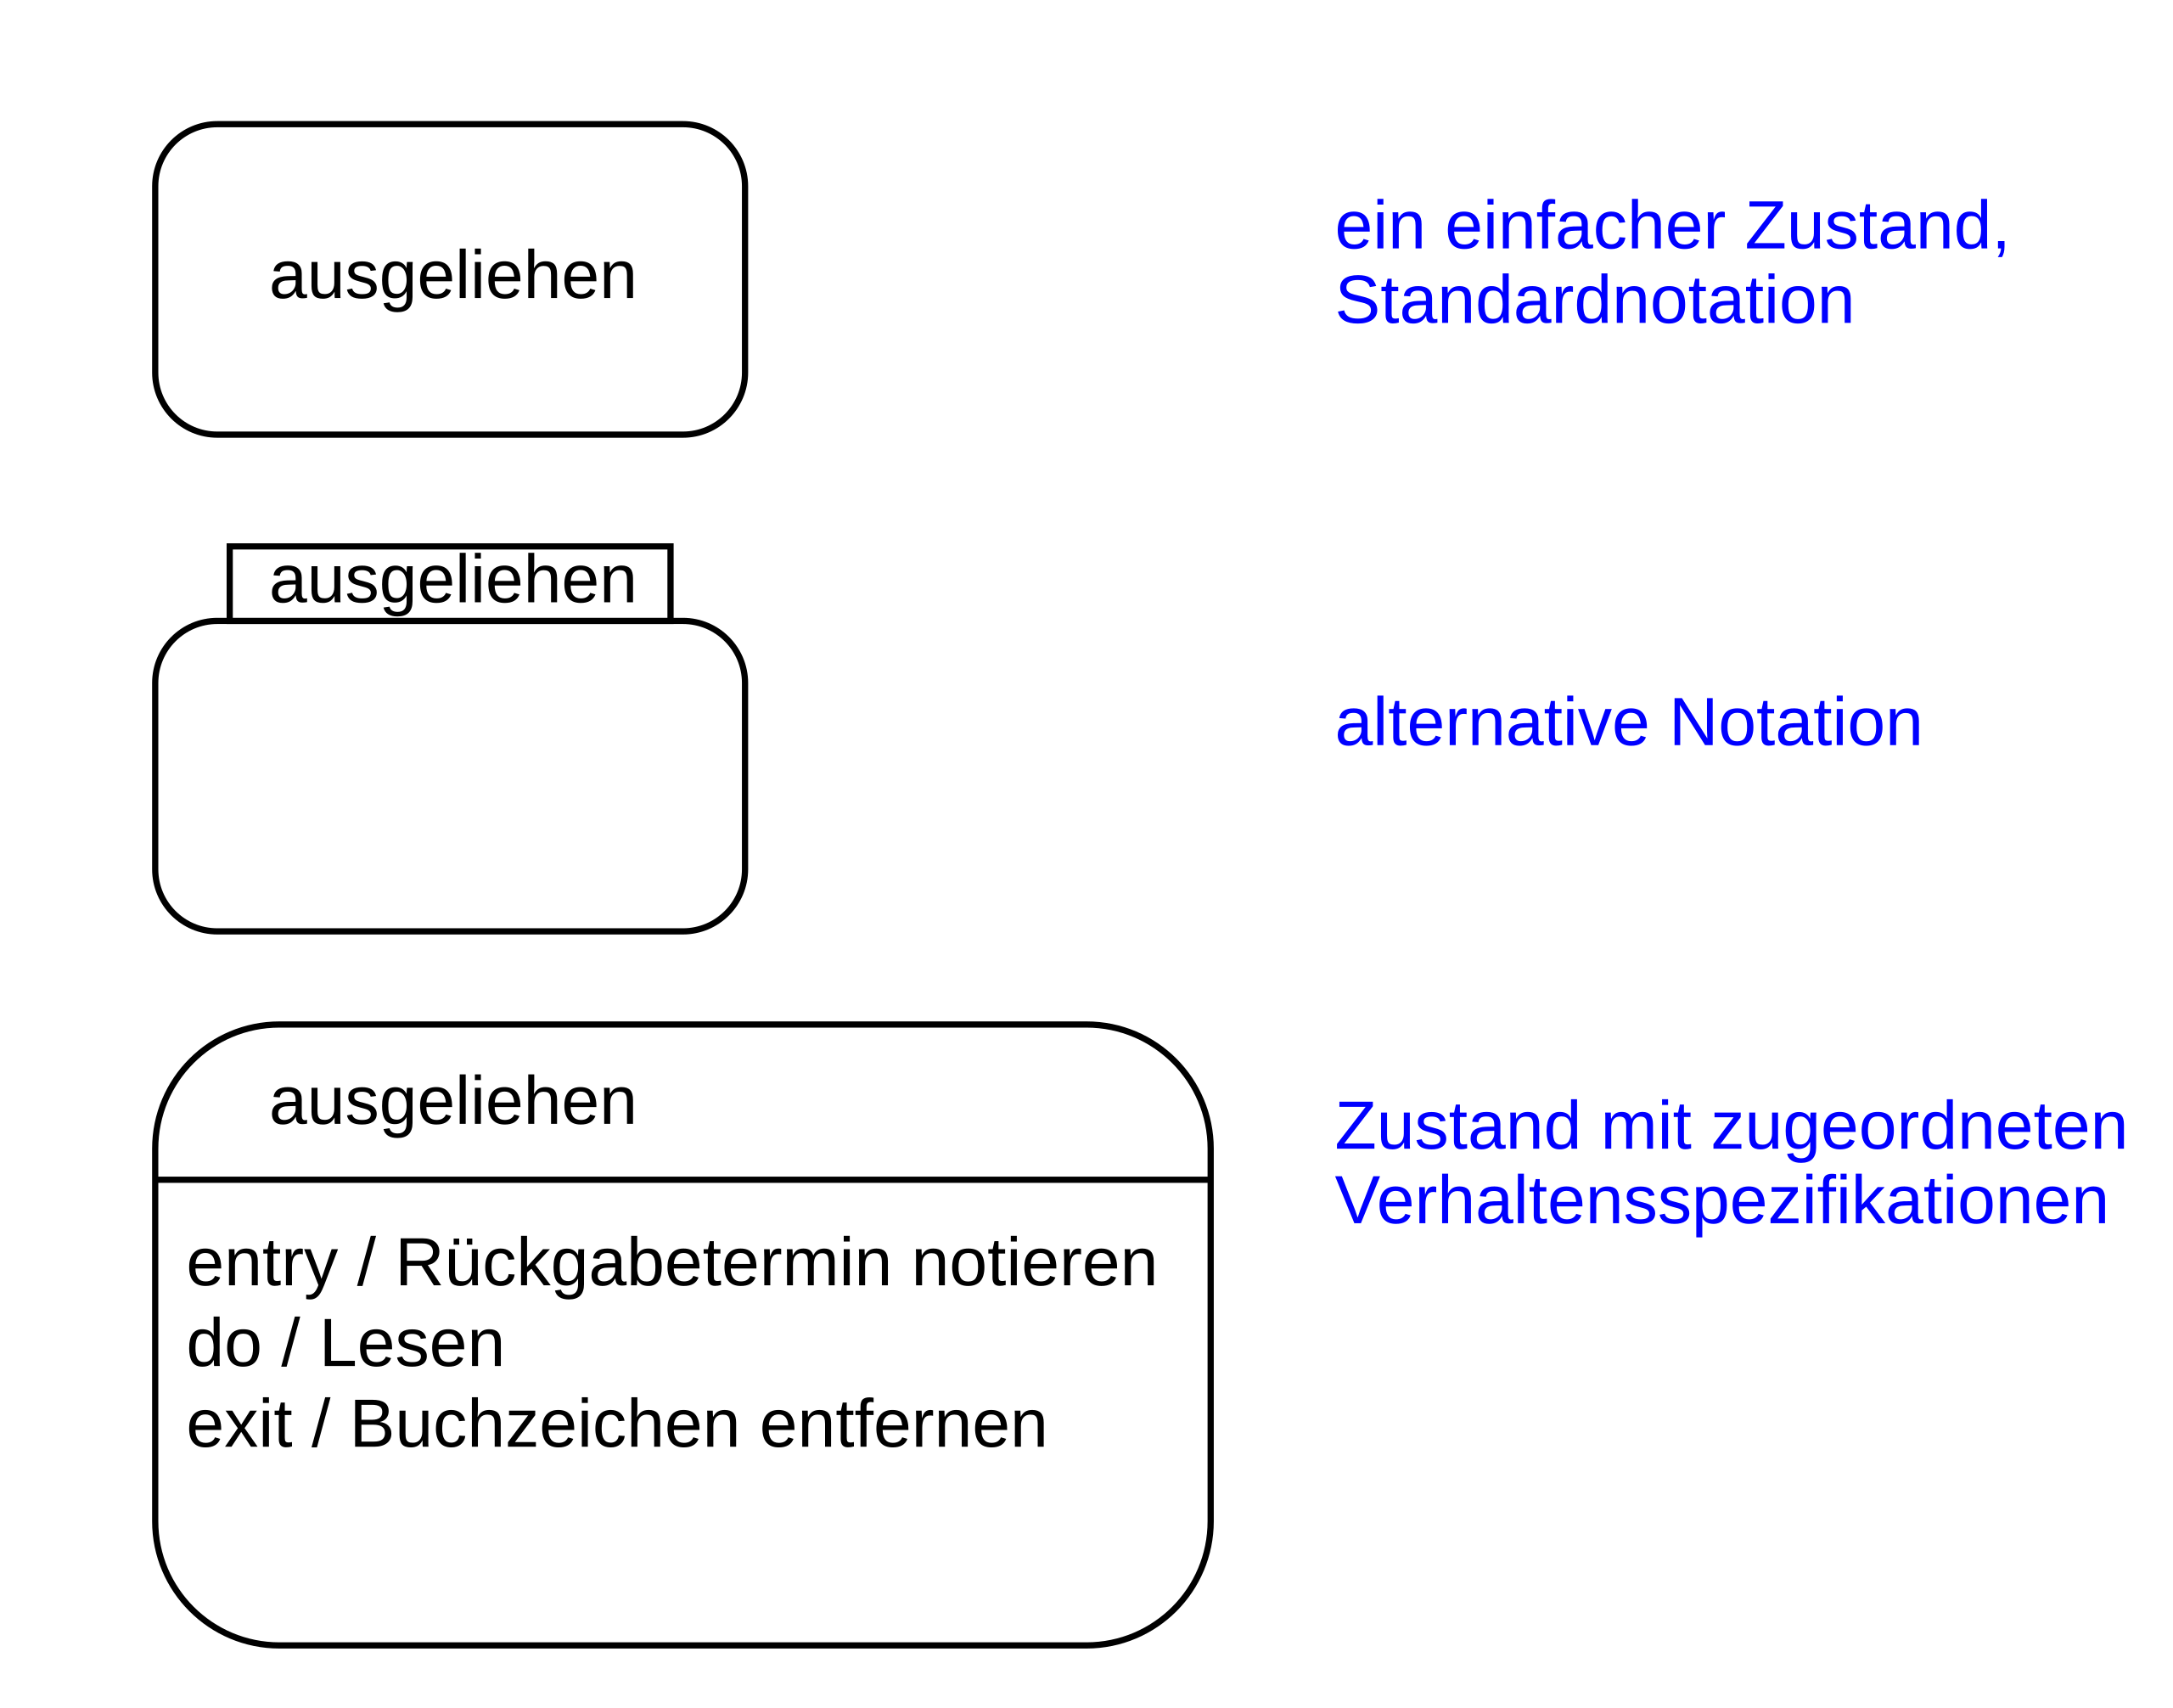 ausgeliehen
ein einfacher Zustand,
Standardnotation
ausgeliehen
alternative Notation
ausgeliehen
Zustand mit zugeordneten
Verhaltensspezifikationen
entry / Rückgabetermin notieren
do / Lesen
exit / Buchzeichen entfernen